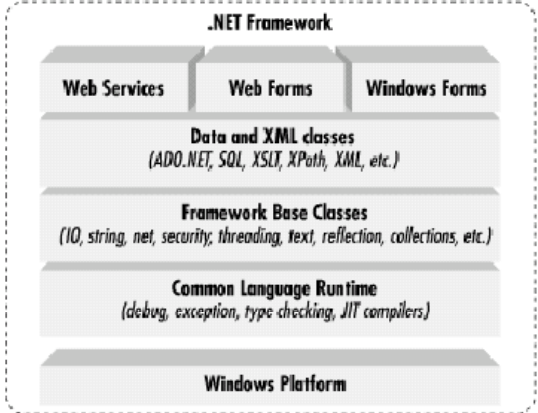 .NET Framework
Web Services Web Forms Windows Forms
Data and XML classes
(ADO.NET, SQL, XSLT, XPath, XML, etc.)
Framework Base Classes
(IO, string, net, security, threading, text, reflection, collections, etc.)
Common Language Runtime
(debug, exception, type checking, JIT compilers)
Windows Platform